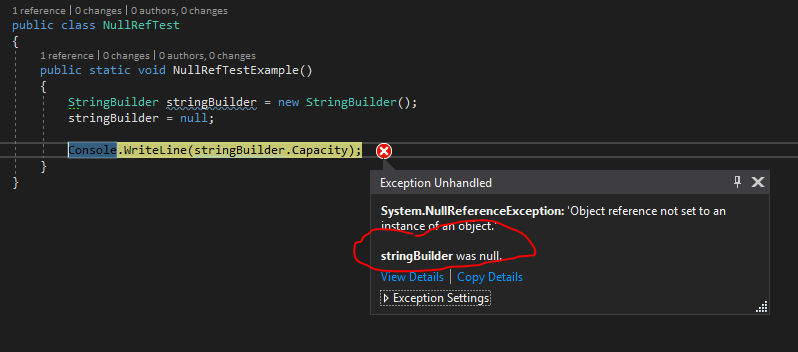 1 reference | 0 changes | 0 authors, 0 changes
public class NullRefTest
{
1 reference | 0 changes | 0 authors, 0 changes
public static void NullRefTestExample()
{
StringBuilder stringBuilder = new StringBuilder();
stringBuilder = null;
Console.WriteLine(stringBuilder.Capacity);
}
}
Exception Unhandled
System.NullReferenceException: 'Object reference not set to an
instance of an object.'
stringBuilder was null.
View Details | Copy Details
Exception Settings